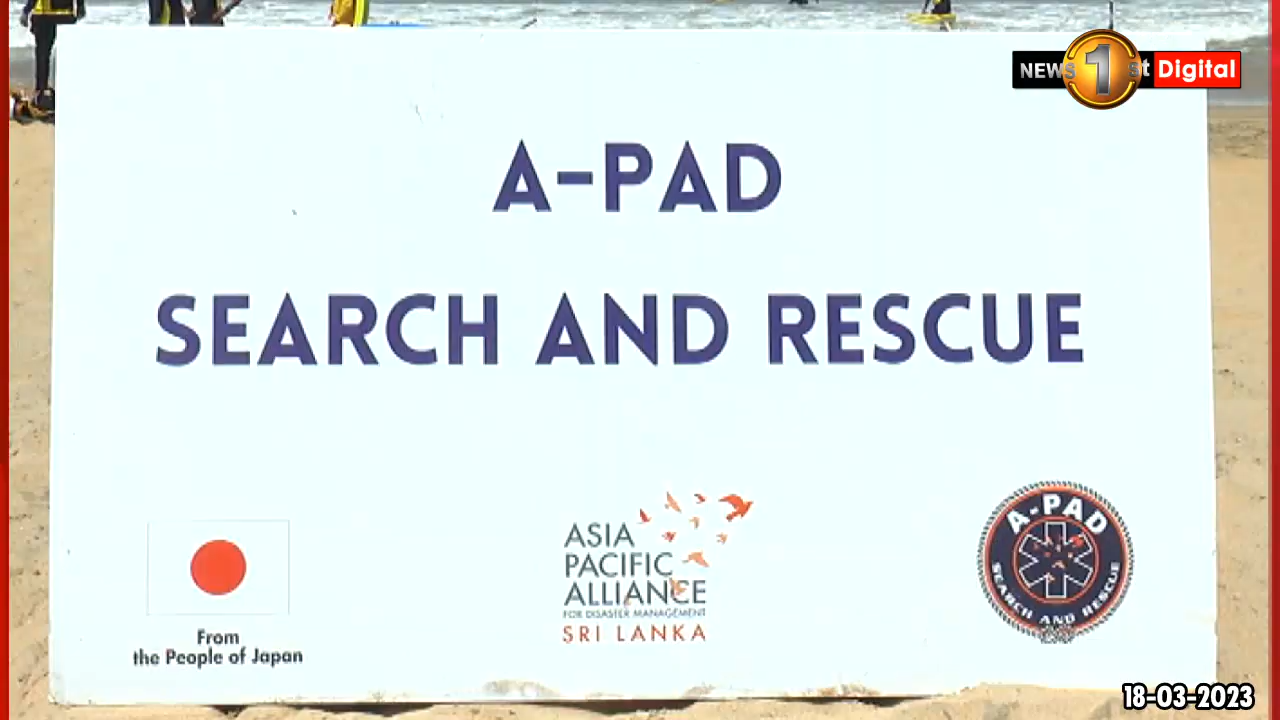 NEWS 1st Digital
A-PAD
SEARCH AND RESCUE
From
the People of Japan
ASIA
PACIFIC
ALLIANCE
FOR DISASTER MANAGEMENT
SRI LANKA
A-PAD
SEARCH AND RESCUE
18-03-2023